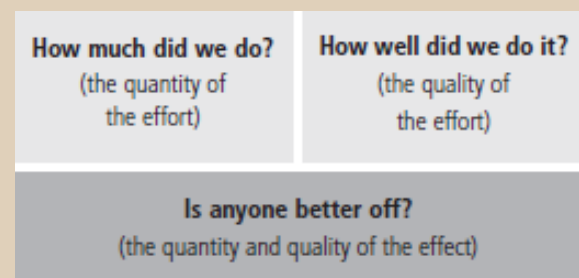 How much did we do?
(the quantity of
the effort)
How well did we do it?
(the quality of
the effort)
Is anyone better off?
(the quantity and quality of the effect)